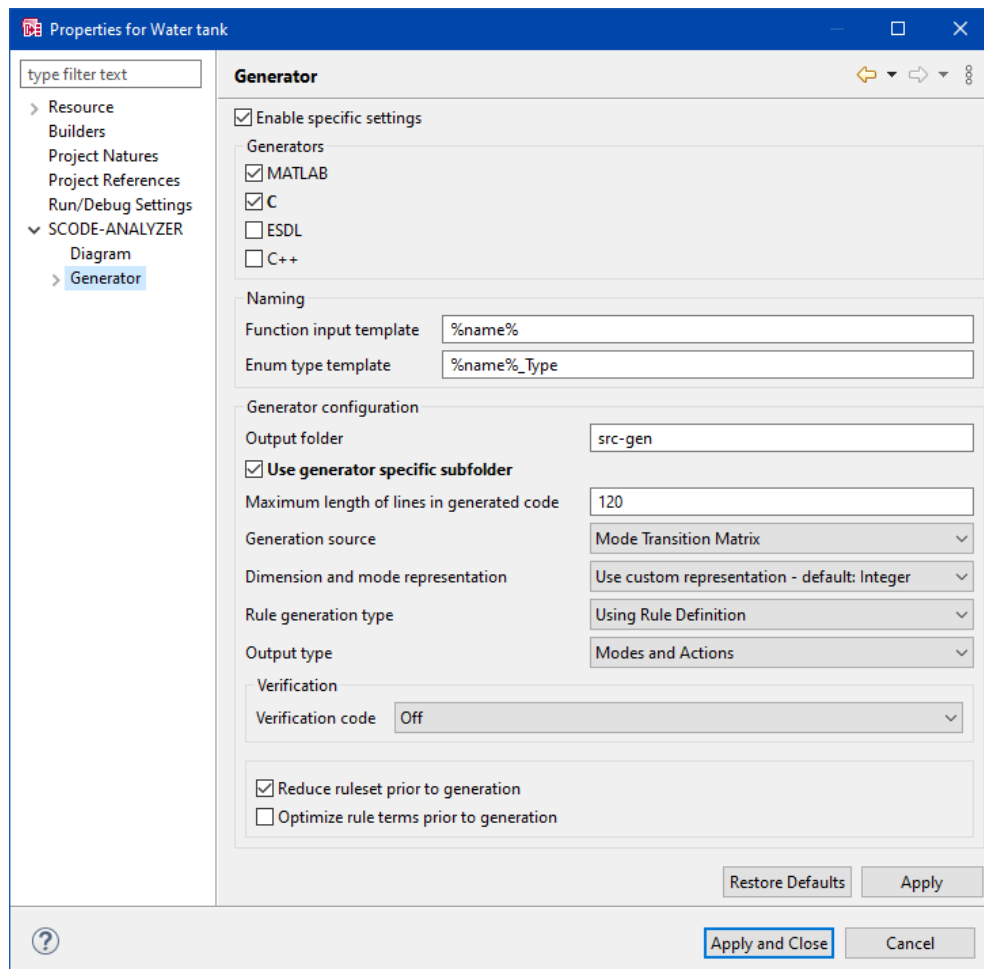 Properties for Water tank
type filter text
Resource
Builders
Project Natures
Project References
Run/Debug Settings
SCODE-ANALYZER
Diagram
Generator
Generator
Enable specific settings
Generators
MATLAB
C
ESDL
C++
Naming
Function input template %name%
Enum type template %name%_Type
Generator configuration
Output folder src-gen
Use generator specific subfolder
Maximum length of lines in generated code 120
Generation source Mode Transition Matrix
Dimension and mode representation Use custom representation - default: Integer
Rule generation type Using Rule Definition
Output type Modes and Actions
Verification
Verification code Off
Reduce ruleset prior to generation
Optimize rule terms prior to generation
Restore Defaults Apply
? Apply and Close Cancel